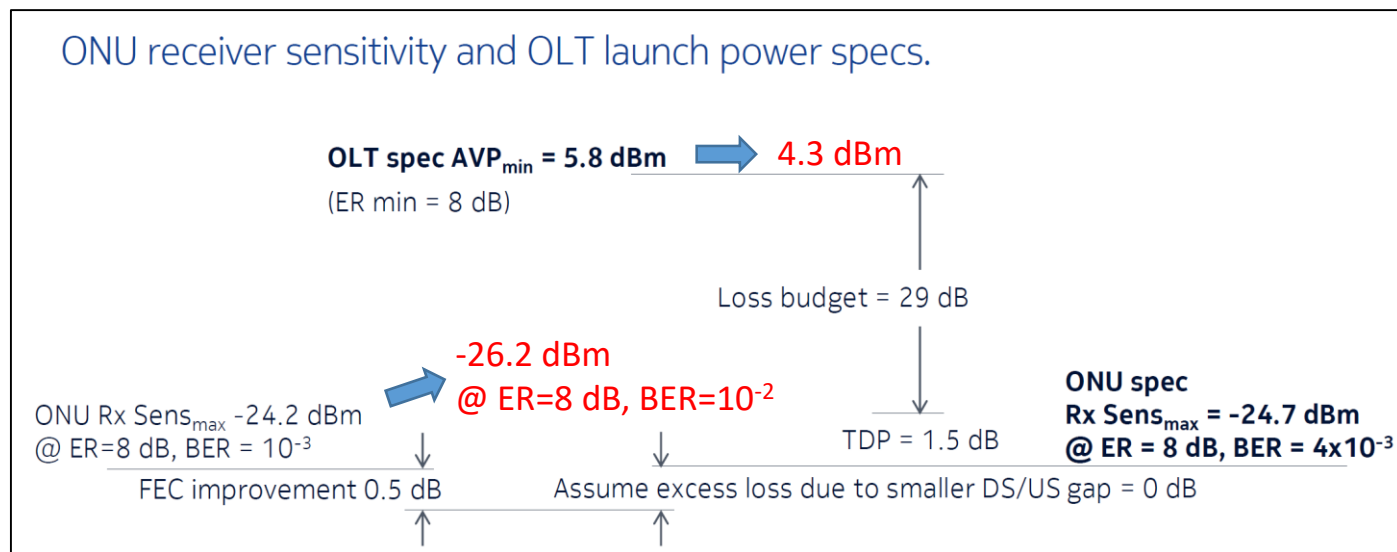 ONU receiver sensitivity and OLT launch power specs.
OLT spec AVP_min = 5.8 dBm
4.3 dBm
(ER min = 8 dB)
Loss budget = 29 dB
-26.2 dBm
@ ER=8 dB, BER=10⁻²
ONU Rx Sens_max -24.2 dBm
@ ER=8 dB, BER = 10⁻³
TDP = 1.5 dB
ONU spec
Rx Sens_max = -24.7 dBm
@ ER = 8 dB, BER = 4x10⁻³
FEC improvement 0.5 dB
Assume excess loss due to smaller DS/US gap = 0 dB